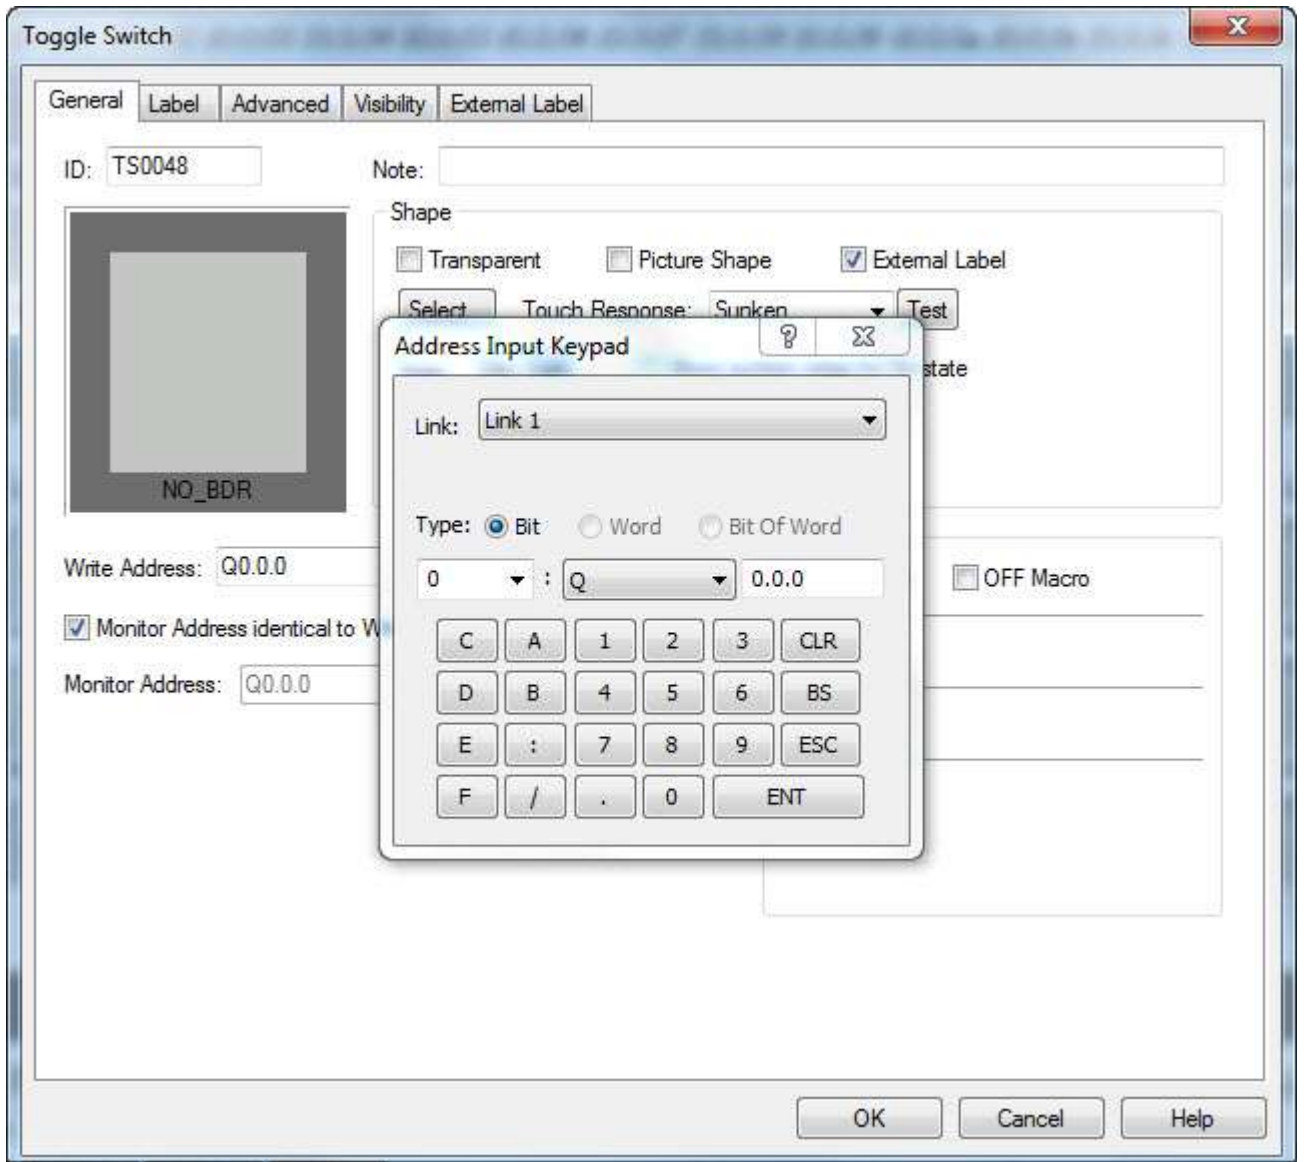 Toggle Switch
General Label Advanced Visibility External Label
ID: TS0048 Note:
Shape
Transparent Picture Shape External Label
Select... Touch Response: Sunken Test
Address Input Keypad
state
Link: Link 1
NO_BDR
Type: Bit Word Bit Of Word
Write Address: Q0.0.0
0 : Q 0.0.0
OFF Macro
Monitor Address identical to W
C A 1 2 3 CLR
Monitor Address: Q0.0.0
D B 4 5 6 BS
E : 7 8 9 ESC
F / . 0 ENT
OK Cancel Help